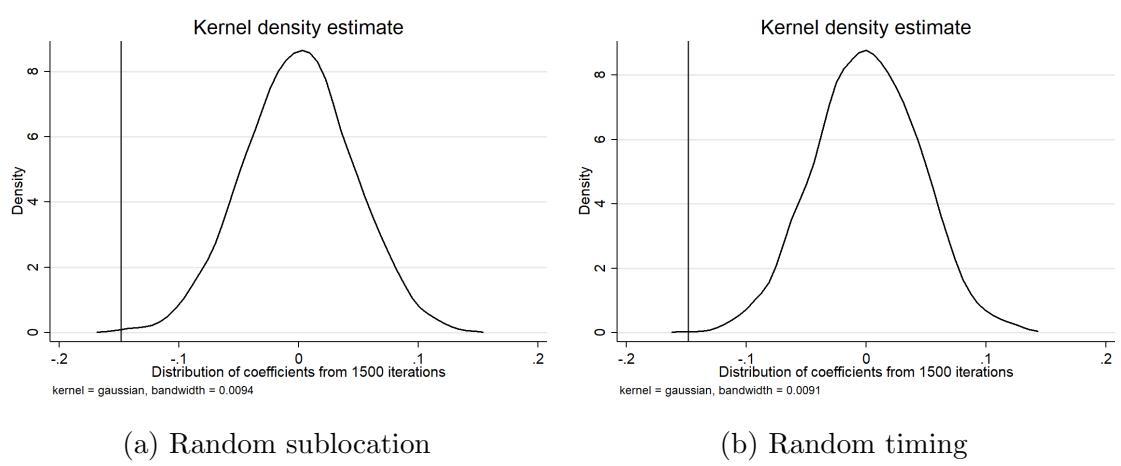 Kernel density estimate
Density
8
6
4
2
0
-.2 -.1 0 .1 .2
Distribution of coefficients from 1500 iterations
kernel = gaussian, bandwidth = 0.0094
(a) Random sublocation
Kernel density estimate
Density
8
6
4
2
0
-.2 -.1 0 .1 .2
Distribution of coefficients from 1500 iterations
kernel = gaussian, bandwidth = 0.0091
(b) Random timing